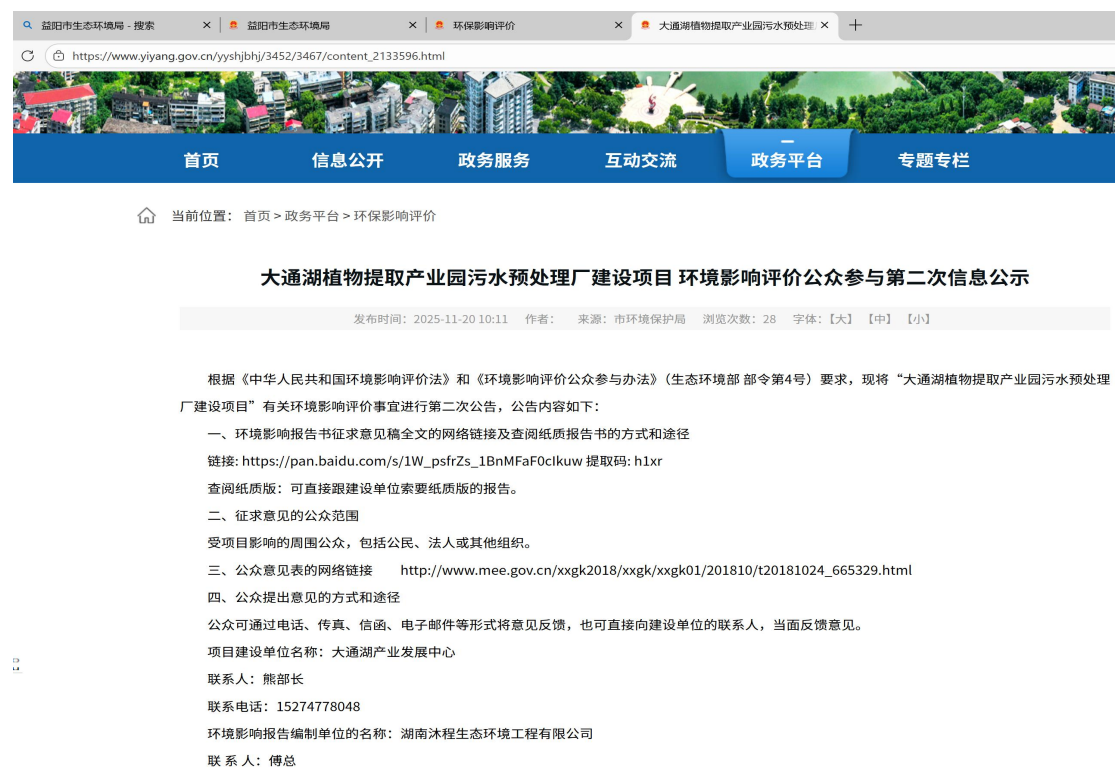 益阳市生态环境局 - 搜索
益阳市生态环境局
环保影响评价
大通湖植物提取产业园污水预处理
https://www.yiyang.gov.cn/yyshjbhj/3452/3467/content_2133596.html
首页 信息公开 政务服务 互动交流 政务平台 专题专栏
当前位置： 首页 > 政务平台 > 环保影响评价
大通湖植物提取产业园污水预处理厂建设项目 环境影响评价公众参与第二次信息公示
发布时间：2025-11-20 10:11 作者： 来源：市环境保护局 浏览次数：28 字体：【大】 【中】 【小】
根据《中华人民共和国环境影响评价法》和《环境影响评价公众参与办法》（生态环境部 部令第4号）要求，现将“大通湖植物提取产业园污水预处理
厂建设项目”有关环境影响评价事宜进行第二次公告，公告内容如下：
一、环境影响报告书征求意见稿全文的网络链接及查阅纸质报告书的方式和途径
链接: https://pan.baidu.com/s/1W_psfrZs_1BnMFaF0cIkuw 提取码: h1xr
查阅纸质版：可直接跟建设单位索要纸质版的报告。
二、征求意见的公众范围
受项目影响的周围公众，包括公民、法人或其他组织。
三、公众意见表的网络链接 http://www.mee.gov.cn/xxgk2018/xxgk/xxgk01/201810/t20181024_665329.html
四、公众提出意见的方式和途径
公众可通过电话、传真、信函、电子邮件等形式将意见反馈，也可直接向建设单位的联系人，当面反馈意见。
项目建设单位名称：大通湖产业发展中心
联系人：熊部长
联系电话：15274778048
环境影响报告编制单位的名称：湖南沐程生态环境工程有限公司
联 系 人：傅总